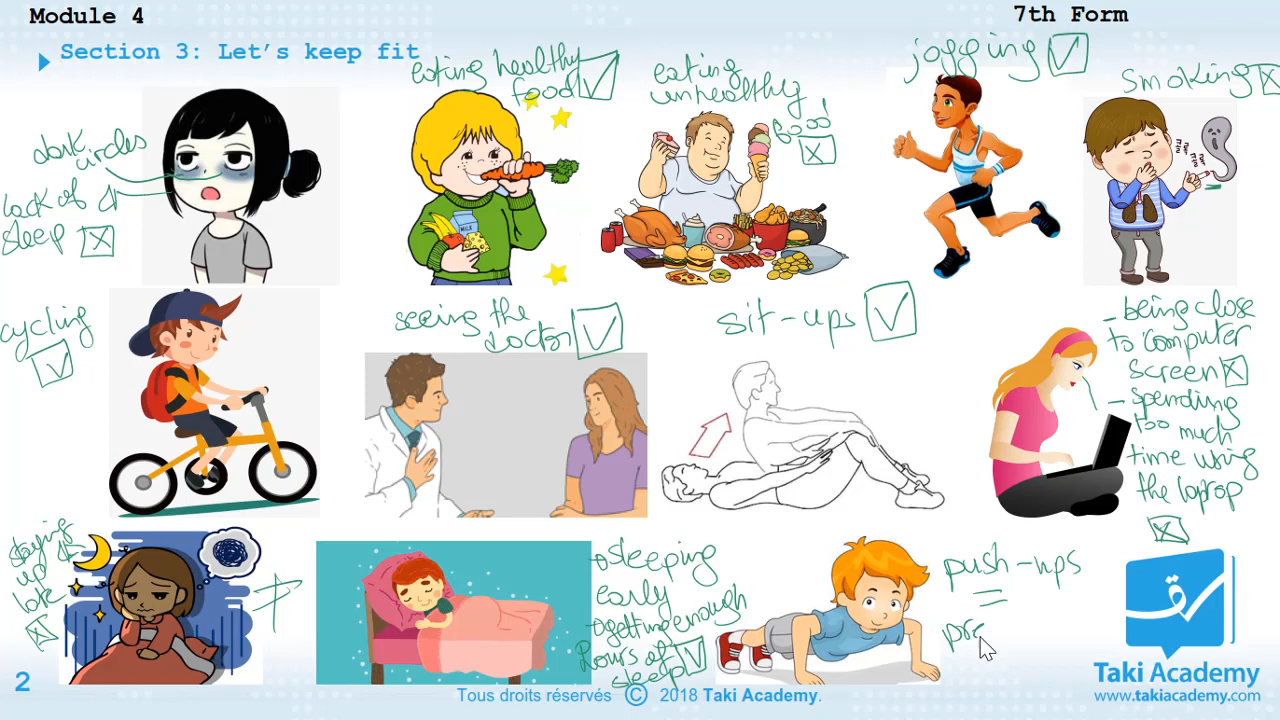 Module 4
7th Form
Section 3: Let's keep fit
dark
circles
lack of
sleep
eating healthy
food
eating
unhealthy
food
jogging
smoking
cycling
seeing the
doctor
sit-ups
- being close
to computer
screen
- spending
too much
time using
the laptop
staying
up
late
sleeping
early
getting enough
hours of
sleep
push-ups
=
pre
2
Tous droits réservés © 2018 Taki Academy.
Taki Academy
www.takiacademy.com